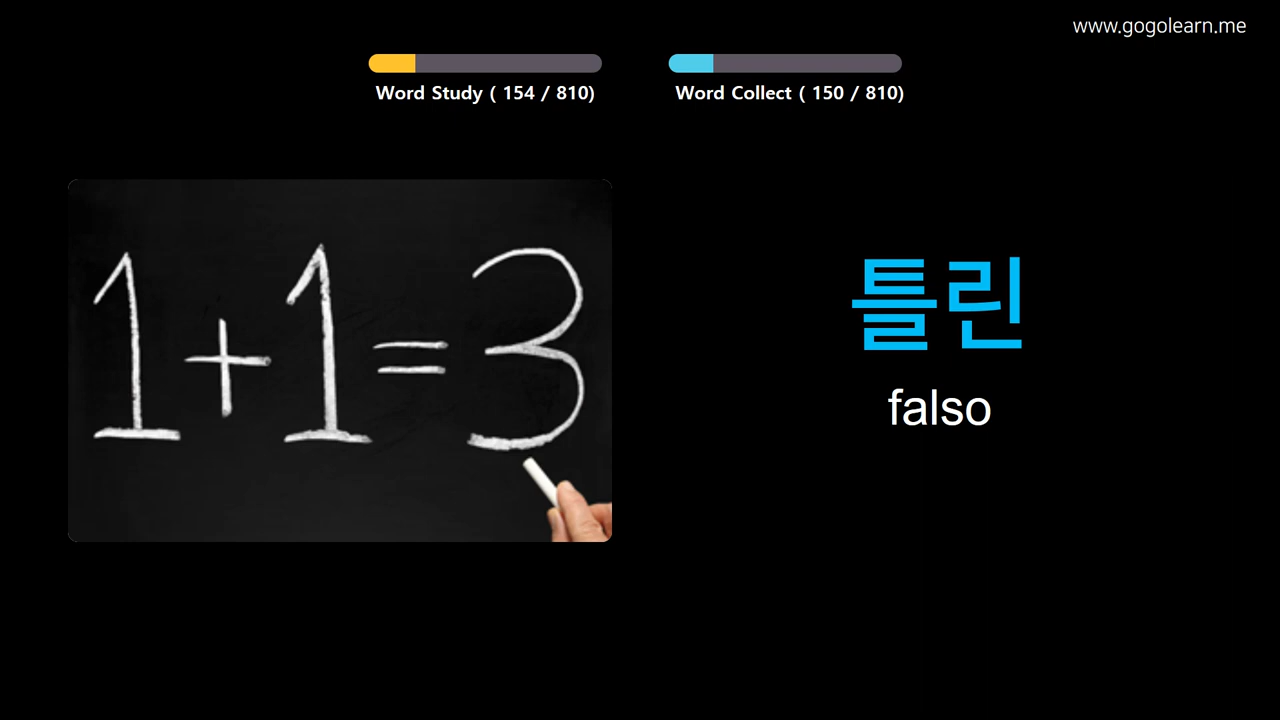 www.gogolearn.me
Word Study ( 154 / 810)
Word Collect ( 150 / 810)
1+1=3
틀린
falso